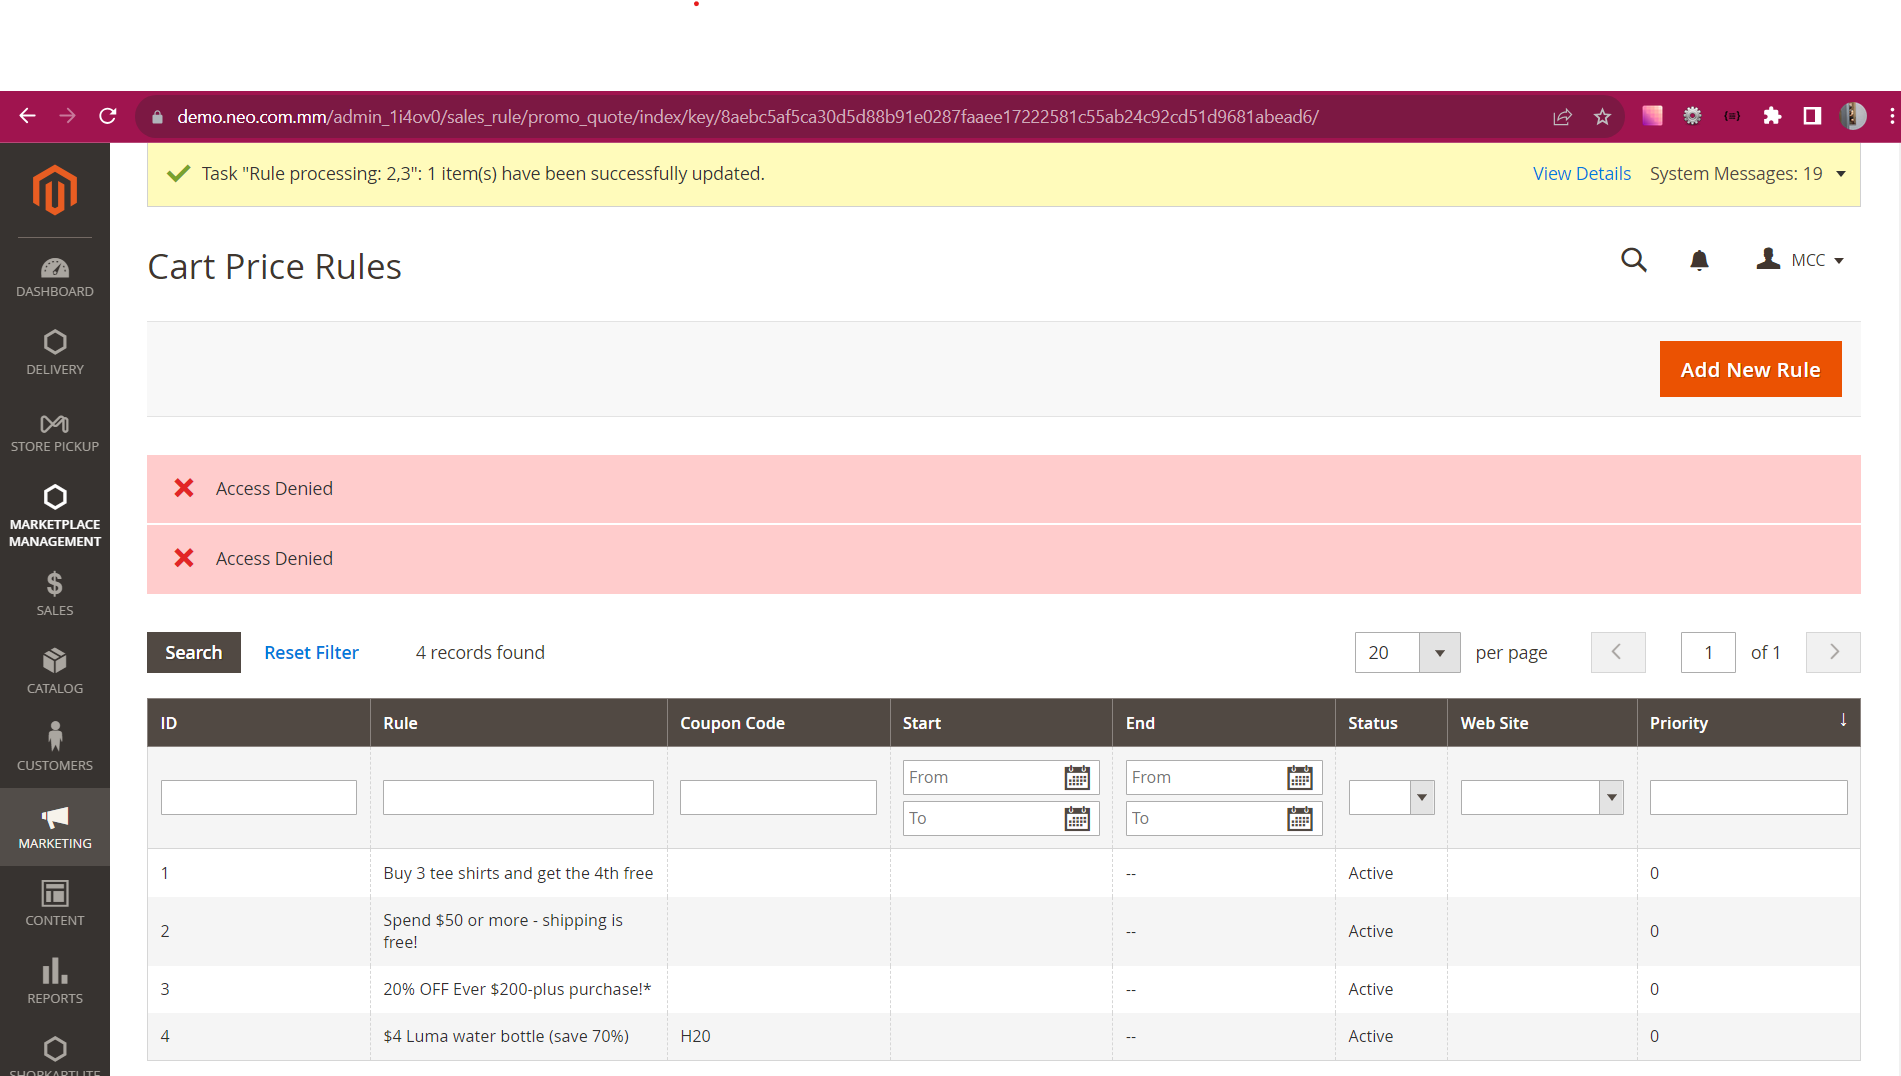 demo.neo.com.mm/admin_1i4ov0/sales_rule/promo_quote/index/key/8aebc5af5ca30d5d88b91e0287faaee17222581c55ab24c92cd51d9681abead6/
Task "Rule processing: 2,3": 1 item(s) have been successfully updated.
View Details
System Messages: 19
DASHBOARD
DELIVERY
STORE PICKUP
MARKETPLACE
MANAGEMENT
SALES
CATALOG
CUSTOMERS
MARKETING
CONTENT
REPORTS
SHOPKARTLITE
Cart Price Rules
MCC
Add New Rule
Access Denied
Access Denied
Search
Reset Filter
4 records found
20
per page
1
of 1
ID Rule Coupon Code Start End Status Web Site Priority
From From
To To
1 Buy 3 tee shirts and get the 4th free -- Active 0
2 Spend $50 or more - shipping is
free! -- Active 0
3 20% OFF Ever $200-plus purchase!* -- Active 0
4 $4 Luma water bottle (save 70%) H20 -- Active 0